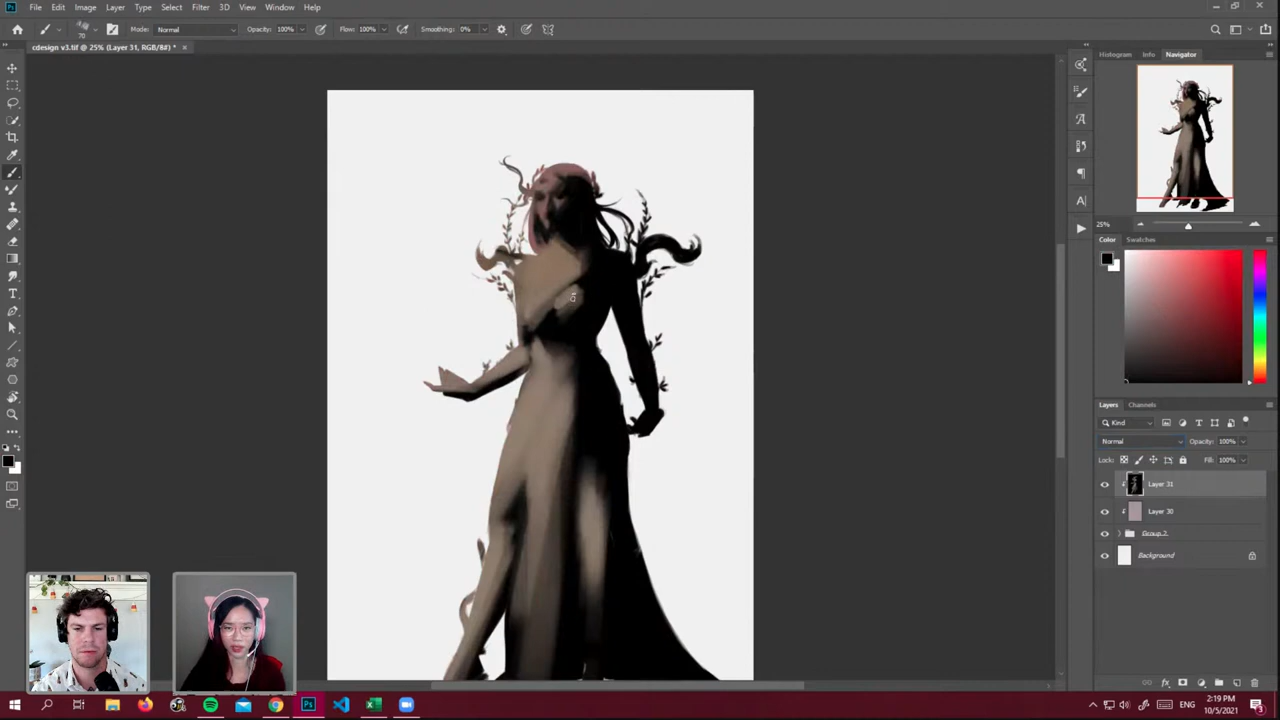 File Edit Image Layer Type Select Filter 3D View Window Help
70 Mode: Normal Opacity: 100% Flow: 100% Smoothing: 0%
cdesign v3.tif @ 25% (Layer 31, RGB/8#) *
Histogram Info Navigator
25%
Color Swatches
Layers Channels
Kind
Normal Opacity: 100%
Lock: Fill: 100%
Layer 31
Layer 30
Group 2
Background
2:19 PM
ENG
10/5/2021